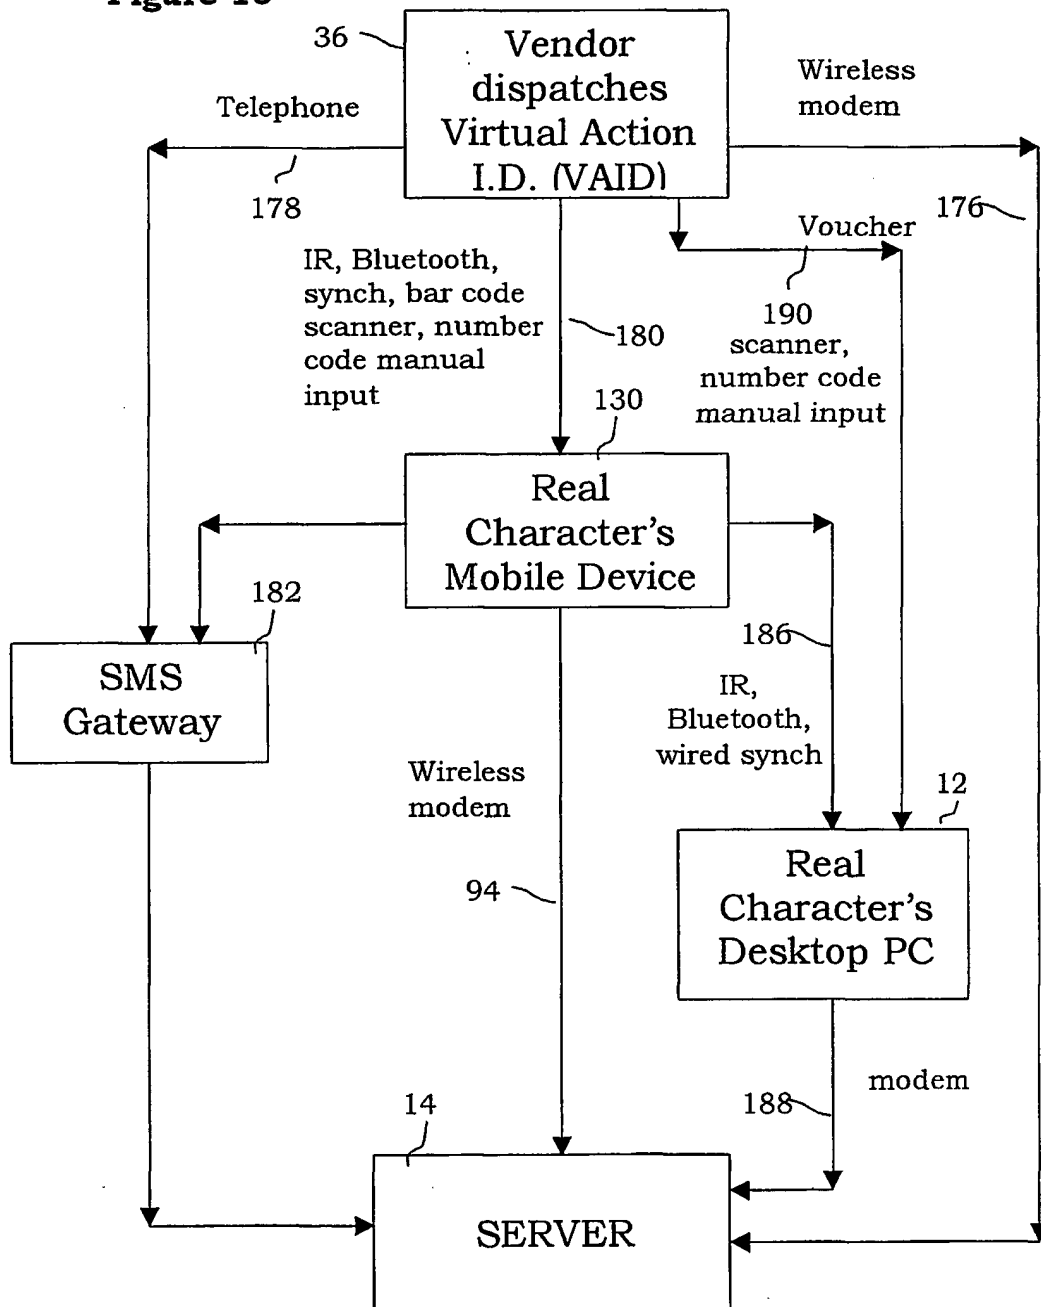 36
Vendor
dispatches
Virtual Action
I.D. (VAID)
Wireless
modem
Telephone
178
176
Voucher
IR, Bluetooth,
synch, bar code
scanner, number
code manual
input
180
190
scanner,
number code
manual input
130
Real
Character's
Mobile Device
182
SMS
Gateway
186
IR,
Bluetooth,
wired synch
Wireless
modem
94
12
Real
Character's
Desktop PC
modem
188
14
SERVER